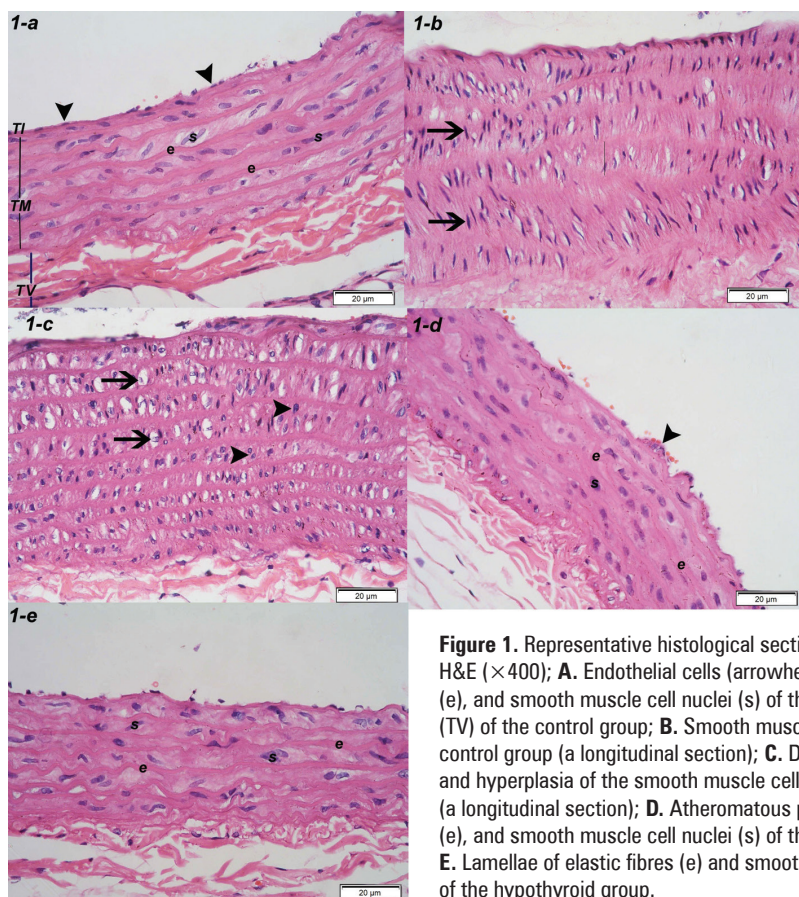 1-a
TI
TM
TV
s
s
e
e
20 µm
1-b
20 µm
1-c
20 µm
1-d
e
s
e
20 µm
1-e
s
e
e
s
20 µm
Figure 1. Representative histological secti
H&E (×400); A. Endothelial cells (arrowhe
(e), and smooth muscle cell nuclei (s) of th
(TV) of the control group; B. Smooth musc
control group (a longitudinal section); C. D
and hyperplasia of the smooth muscle cell
(a longitudinal section); D. Atheromatous p
(e), and smooth muscle cell nuclei (s) of th
E. Lamellae of elastic fibres (e) and smoot
of the hypothyroid group.